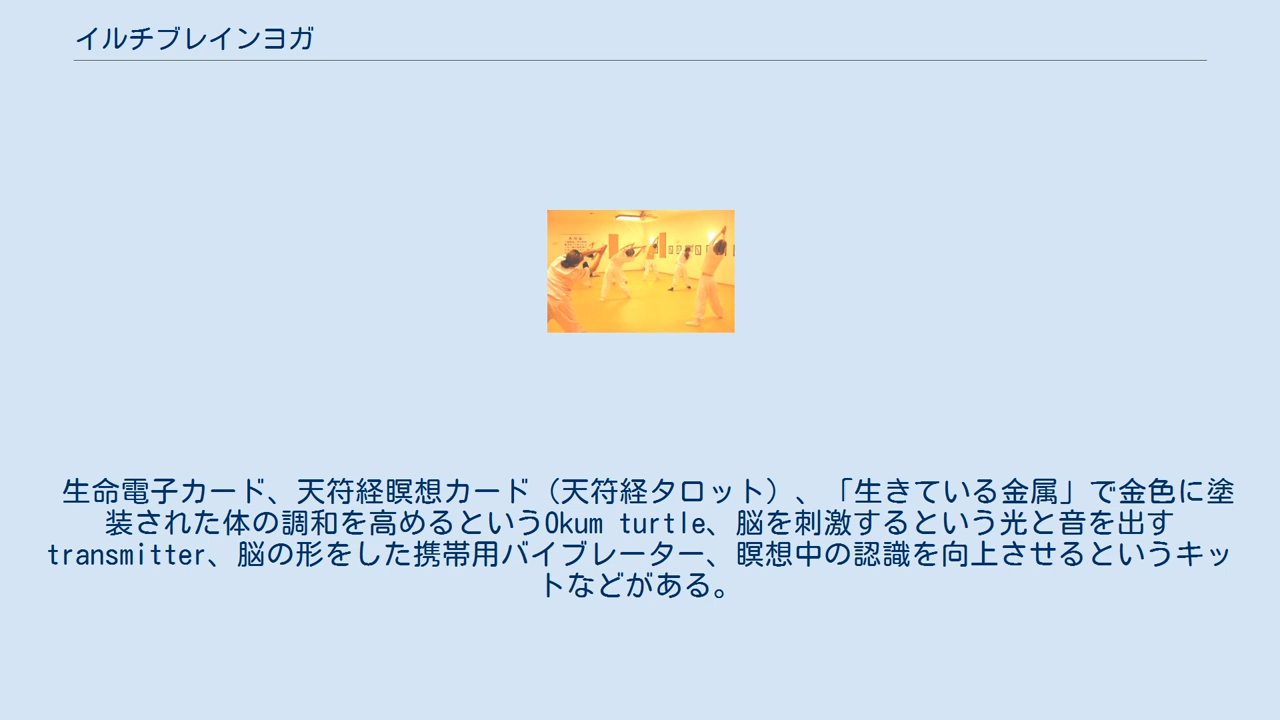 イルチブレインヨガ
生命電子カード、天符経瞑想カード（天符経タロット）、「生きている金属」で金色に塗
装された体の調和を高めるというOkum turtle、脳を刺激するという光と音を出す
transmitter、脳の形をした携帯用バイブレーター、瞑想中の認識を向上させるというキッ
トなどがある。